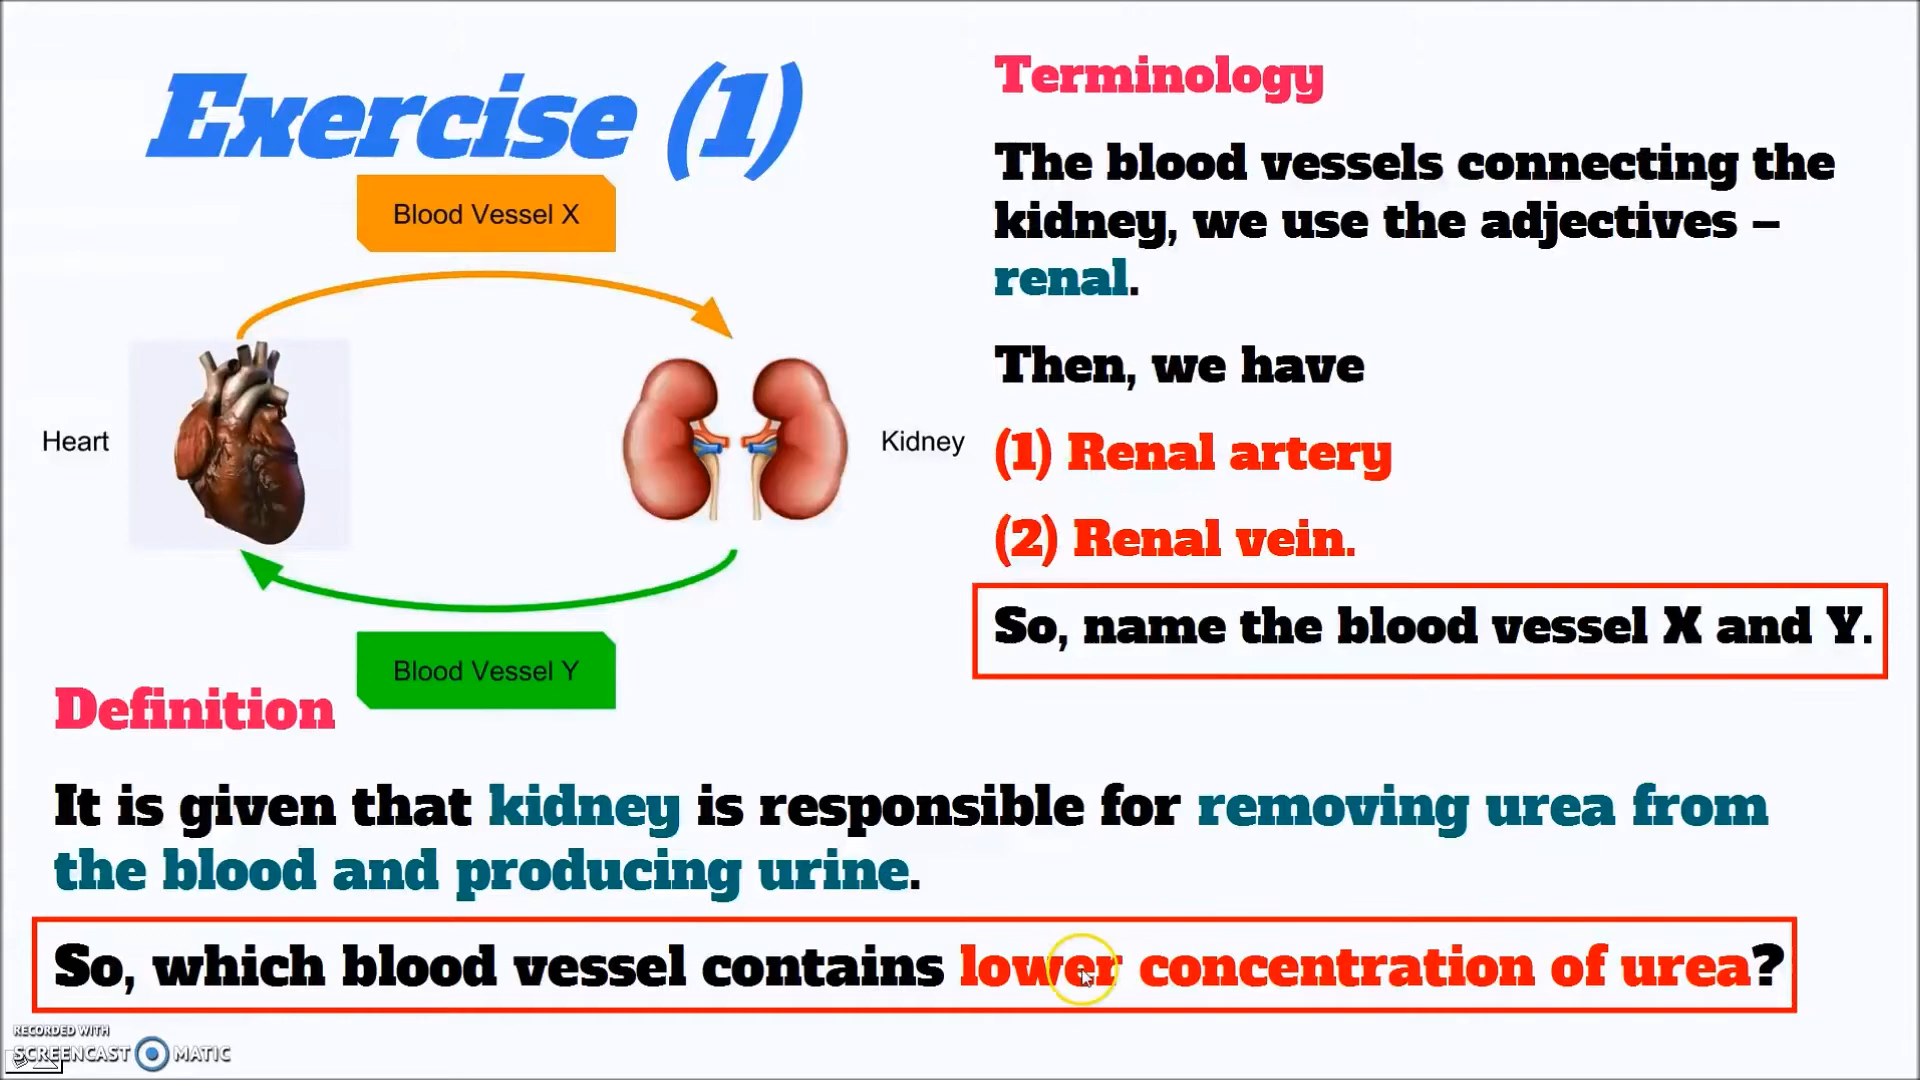 Exercise (1)
Blood Vessel X
Heart
Kidney
Blood Vessel Y
Terminology
The blood vessels connecting the
kidney, we use the adjectives –
renal.
Then, we have
(1) Renal artery
(2) Renal vein.
So, name the blood vessel X and Y.
Definition
It is given that kidney is responsible for removing urea from
the blood and producing urine.
So, which blood vessel contains lower concentration of urea?
RECORDED WITH
SCREENCAST MATIC